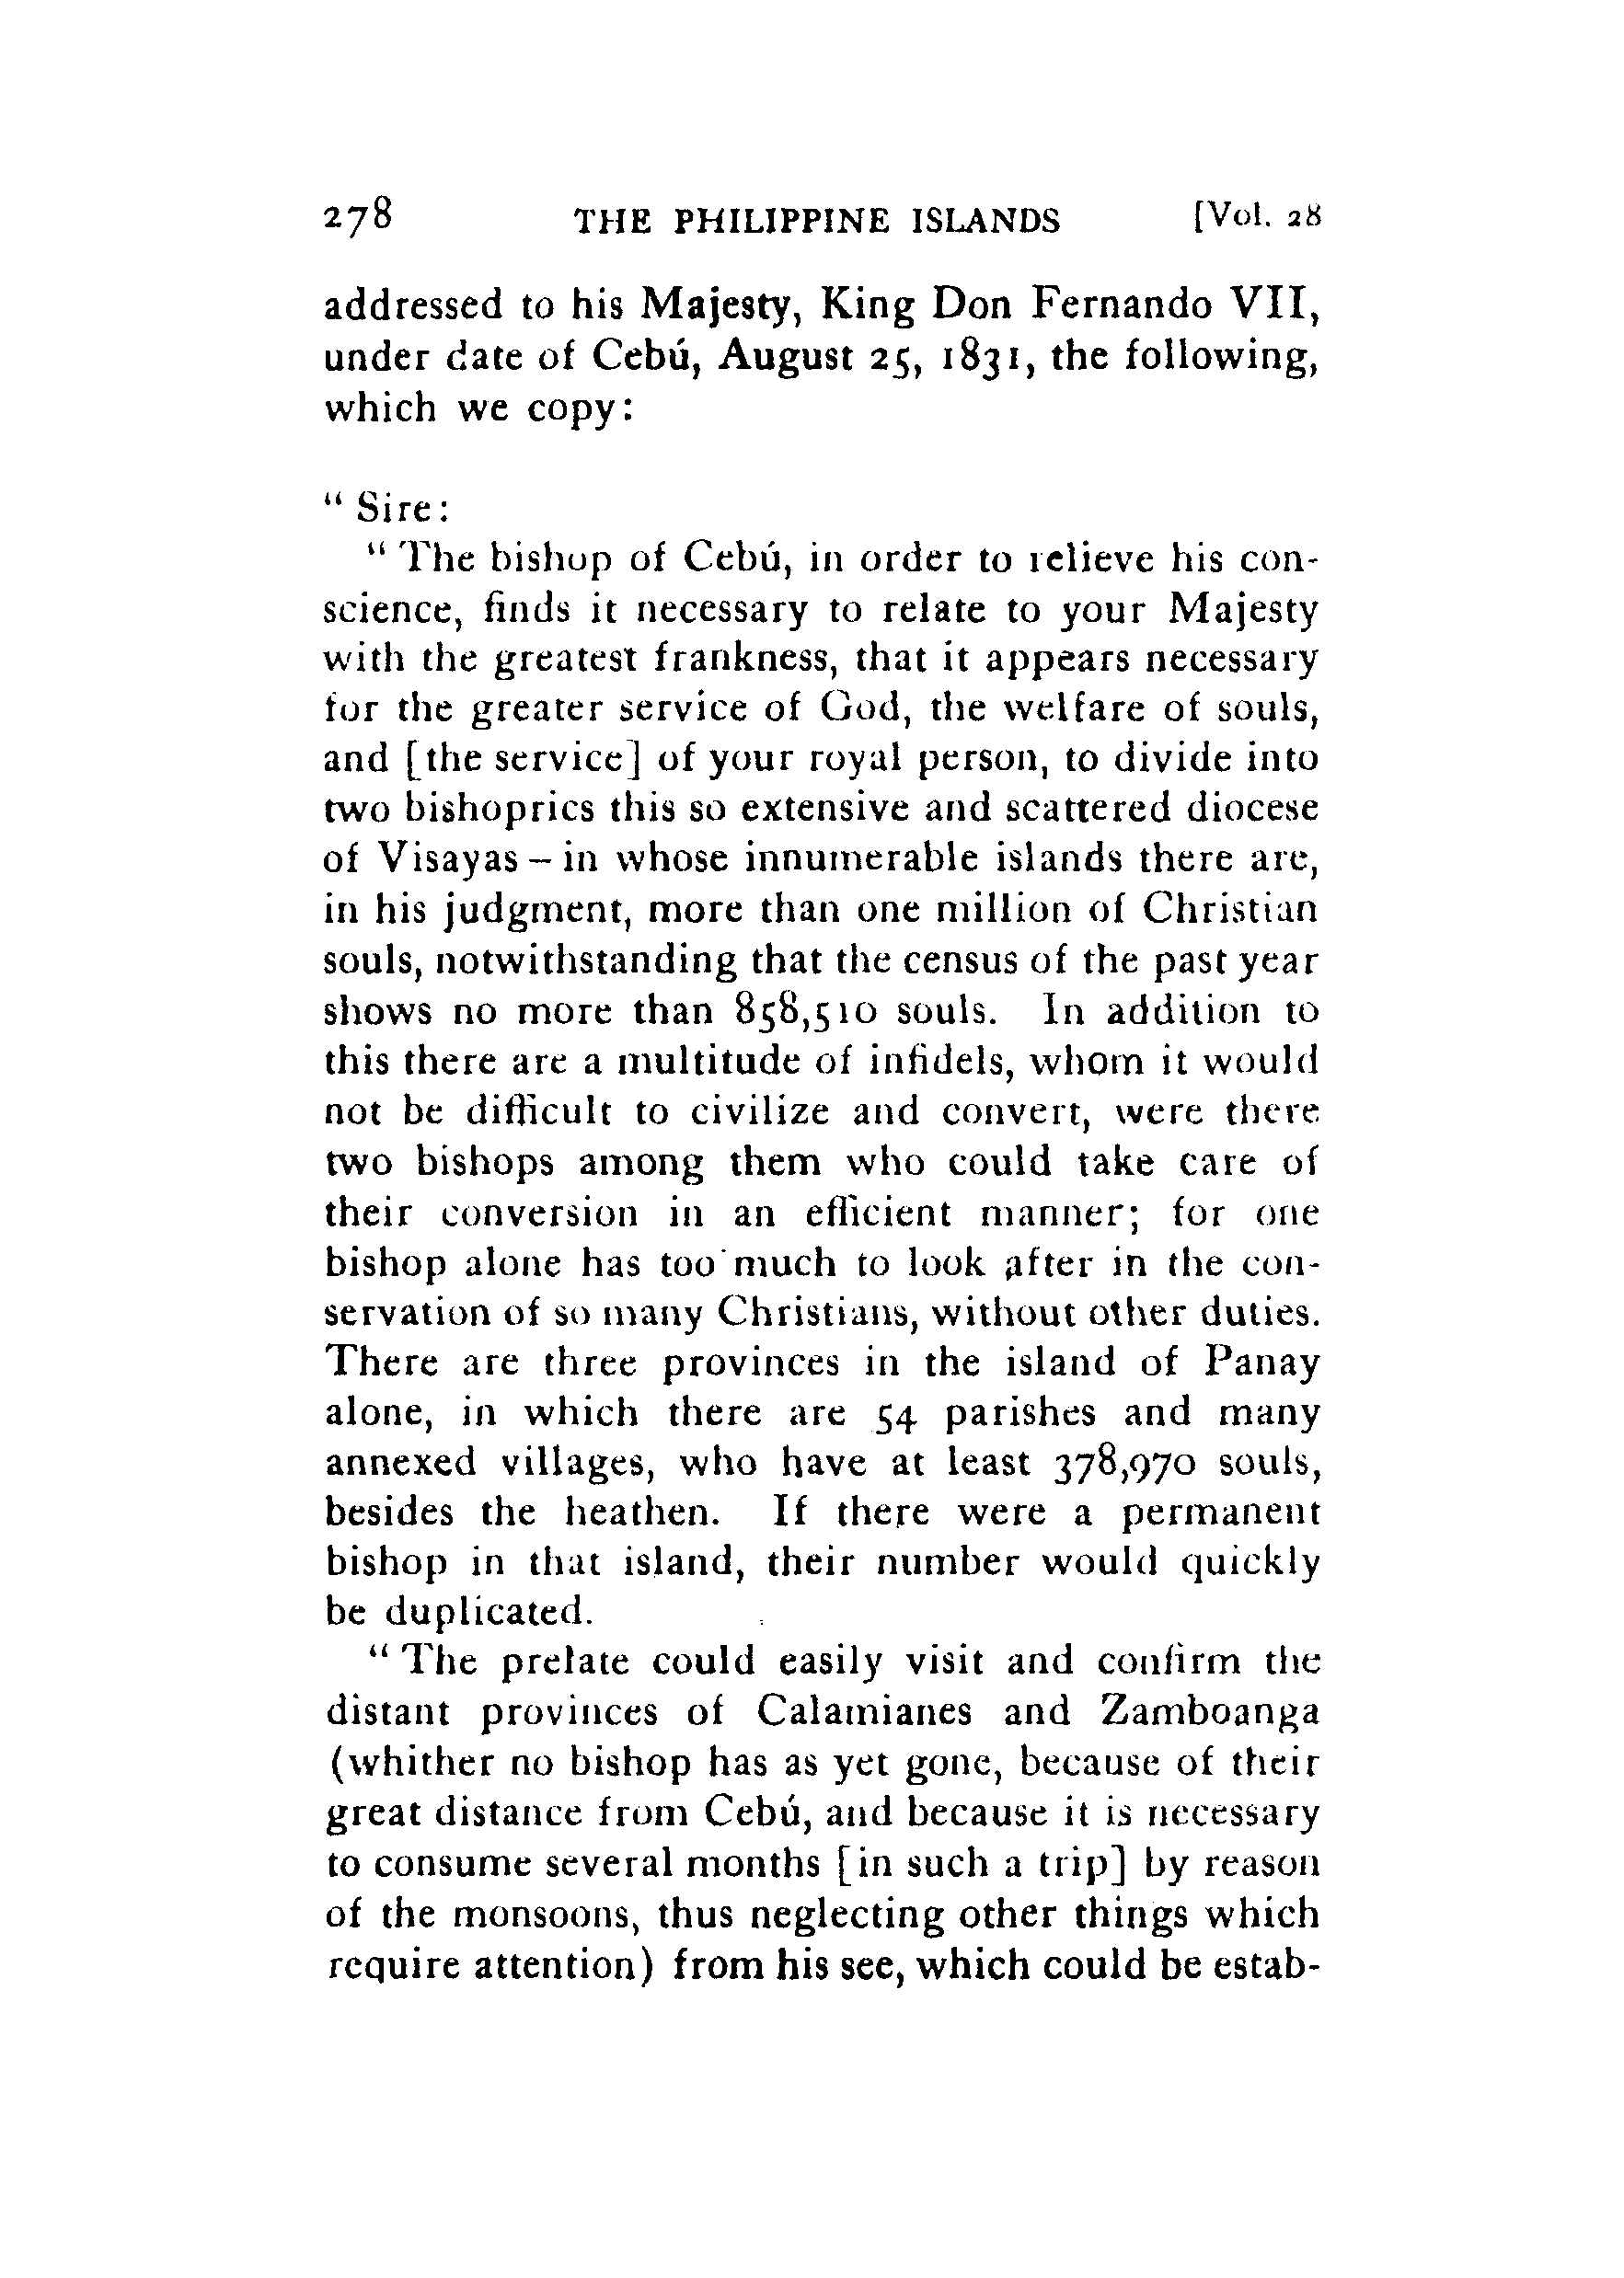 278 THE PHILIPPINE ISLANDS [Vol. 28
addressed to his Majesty, King Don Fernando VII,
under date of Cebú, August 25, 1831, the following,
which we copy:
“ Sire:
“ The bishop of Cebú, in order to relieve his con-
science, finds it necessary to relate to your Majesty
with the greatest frankness, that it appears necessary
for the greater service of God, the welfare of souls,
and [the service] of your royal person, to divide into
two bishoprics this so extensive and scattered diocese
of Visayas – in whose innumerable islands there are,
in his judgment, more than one million of Christian
souls, notwithstanding that the census of the past year
shows no more than 858,510 souls. In addition to
this there are a multitude of infidels, whom it would
not be difficult to civilize and convert, were there
two bishops among them who could take care of
their conversion in an efficient manner; for one
bishop alone has too much to look after in the con-
servation of so many Christians, without other duties.
There are three provinces in the island of Panay
alone, in which there are 54 parishes and many
annexed villages, who have at least 378,970 souls,
besides the heathen. If there were a permanent
bishop in that island, their number would quickly
be duplicated.
“ The prelate could easily visit and confirm the
distant provinces of Calamianes and Zamboanga
(whither no bishop has as yet gone, because of their
great distance from Cebú, and because it is necessary
to consume several months [in such a trip] by reason
of the monsoons, thus neglecting other things which
require attention) from his see, which could be estab-